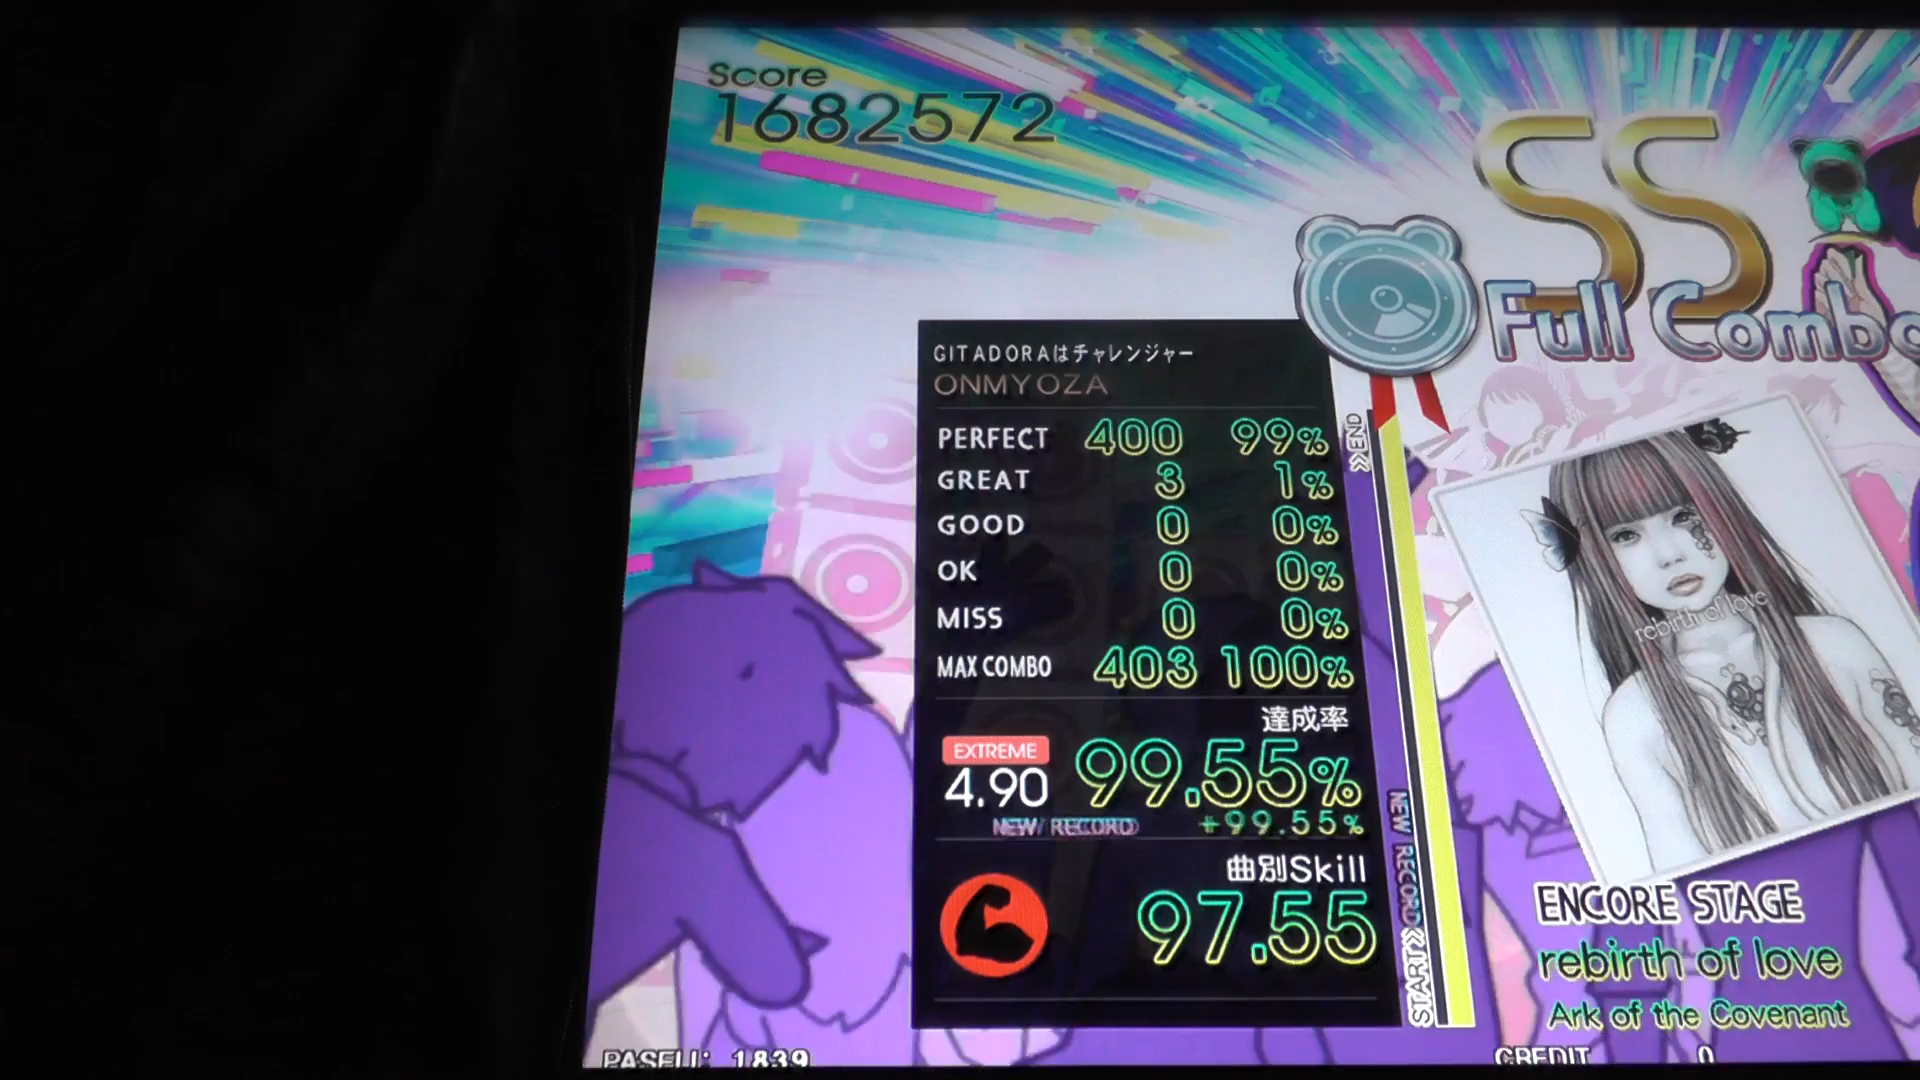 Score
1682572
SS
Full Combo
GITADORAはチャレンジャー
ONMYOZA
PERFECT 400 99%
GREAT 3 1%
GOOD 0 0%
OK 0 0%
MISS 0 0%
MAX COMBO 403 100%
達成率
EXTREME
4.90 99.55%
NEW RECORD +99.55%
曲別Skill
97.55
»END
NEW RECORD
START»
rebirth of love
ENCORE STAGE
rebirth of love
Ark of the Covenant
PASELI: 1839
CREDIT 0